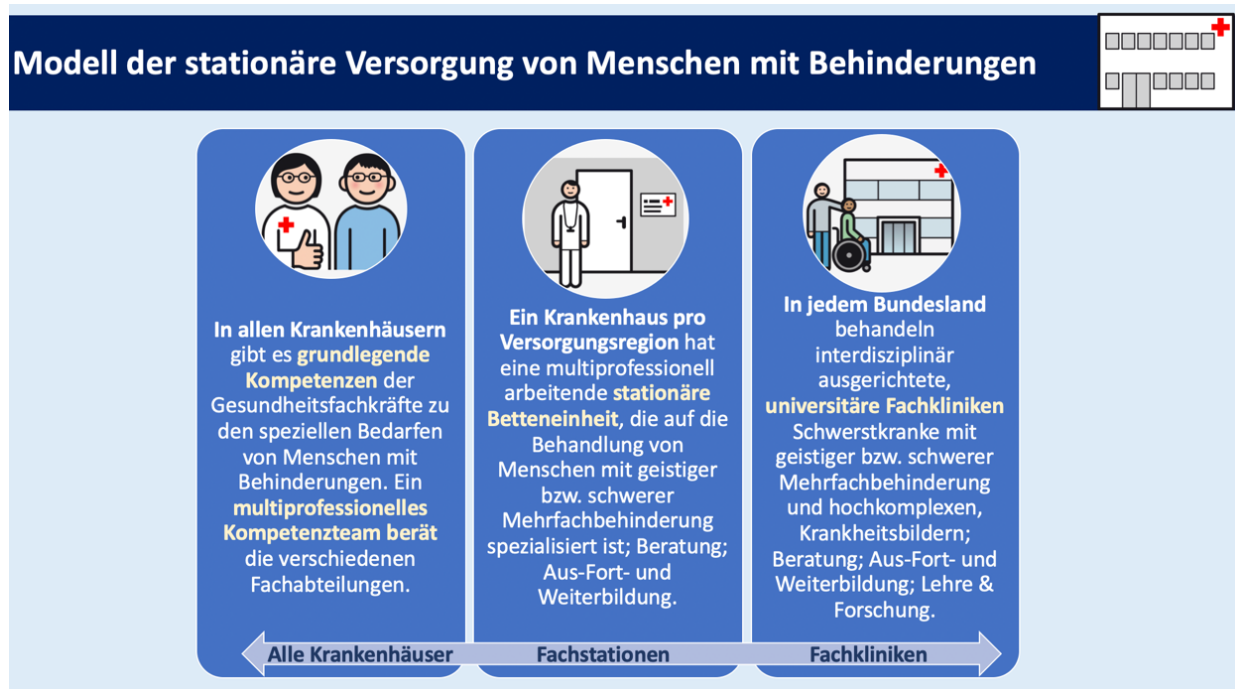 Modell der stationäre Versorgung von Menschen mit Behinderungen
In allen Krankenhäusern
gibt es grundlegende
Kompetenzen der
Gesundheitsfachkräfte zu
den speziellen Bedarfen
von Menschen mit
Behinderungen. Ein
multiprofessionelles
Kompetenzteam berät
die verschiedenen
Fachabteilungen.
Ein Krankenhaus pro
Versorgungsregion hat
eine multiprofessionell
arbeitende stationäre
Betteneinheit, die auf die
Behandlung von
Menschen mit geistiger
bzw. schwerer
Mehrfachbehinderung
spezialisiert ist; Beratung;
Aus-Fort- und
Weiterbildung.
In jedem Bundesland
behandeln
interdisziplinär
ausgerichtete,
universitäre Fachkliniken
Schwerstkranke mit
geistiger bzw. schwerer
Mehrfachbehinderung
und hochkomplexen,
Krankheitsbildern;
Beratung; Aus-Fort- und
Weiterbildung; Lehre &
Forschung.
Alle Krankenhäuser
Fachstationen
Fachkliniken